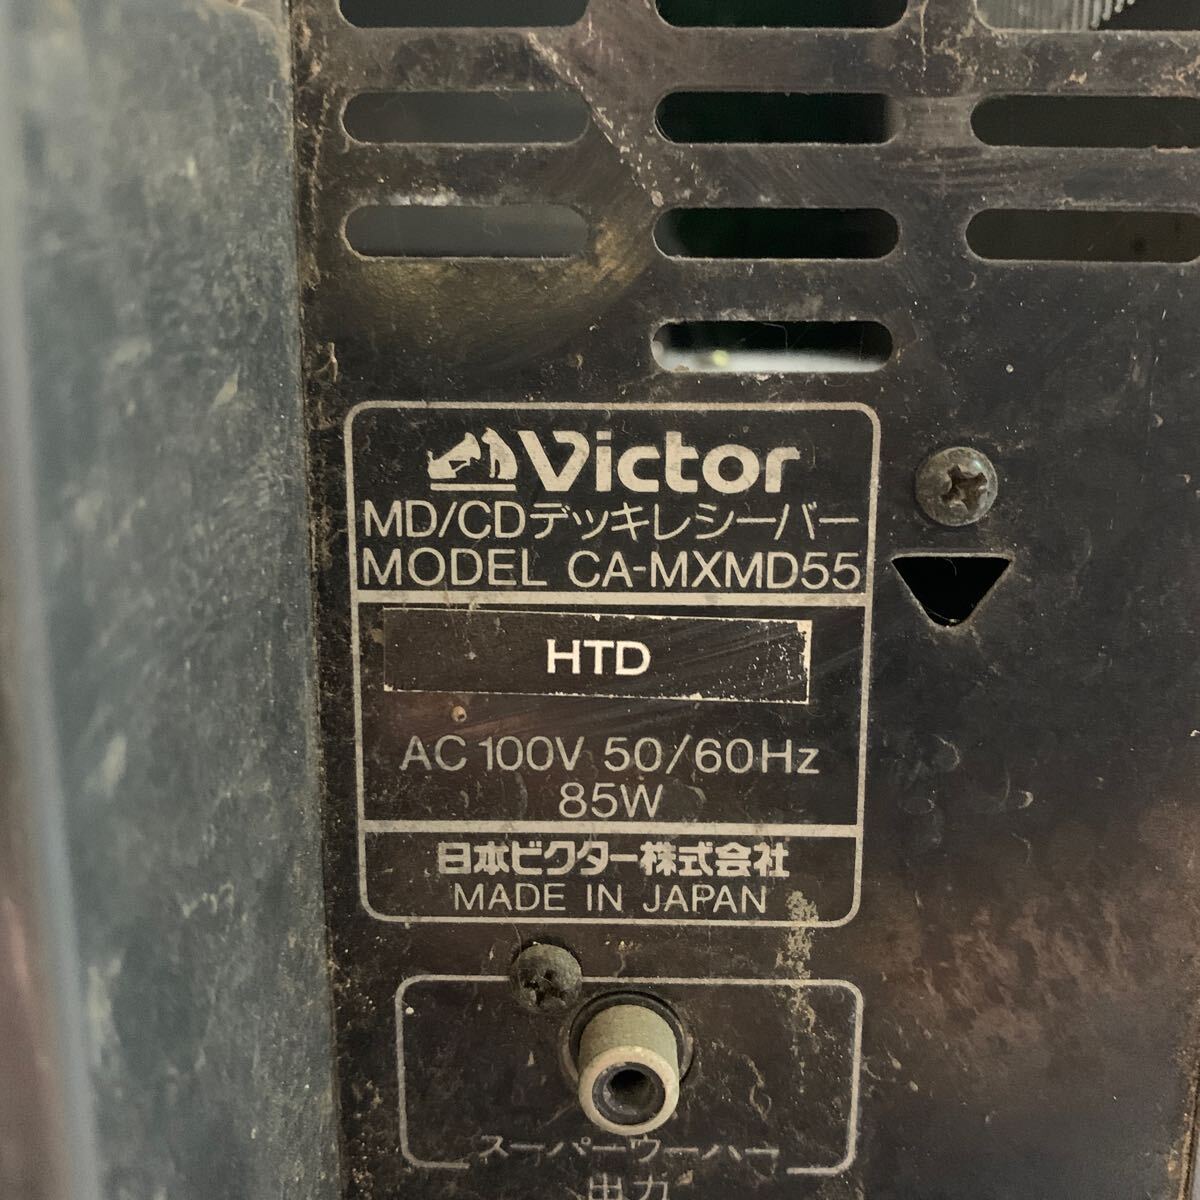 Victor
MD/CDデッキレシーバー
MODEL CA-MXMD55
HTD
AC 100V 50/60Hz
85W
日本ビクター株式会社
MADE IN JAPAN
スーパーウーハー
出力